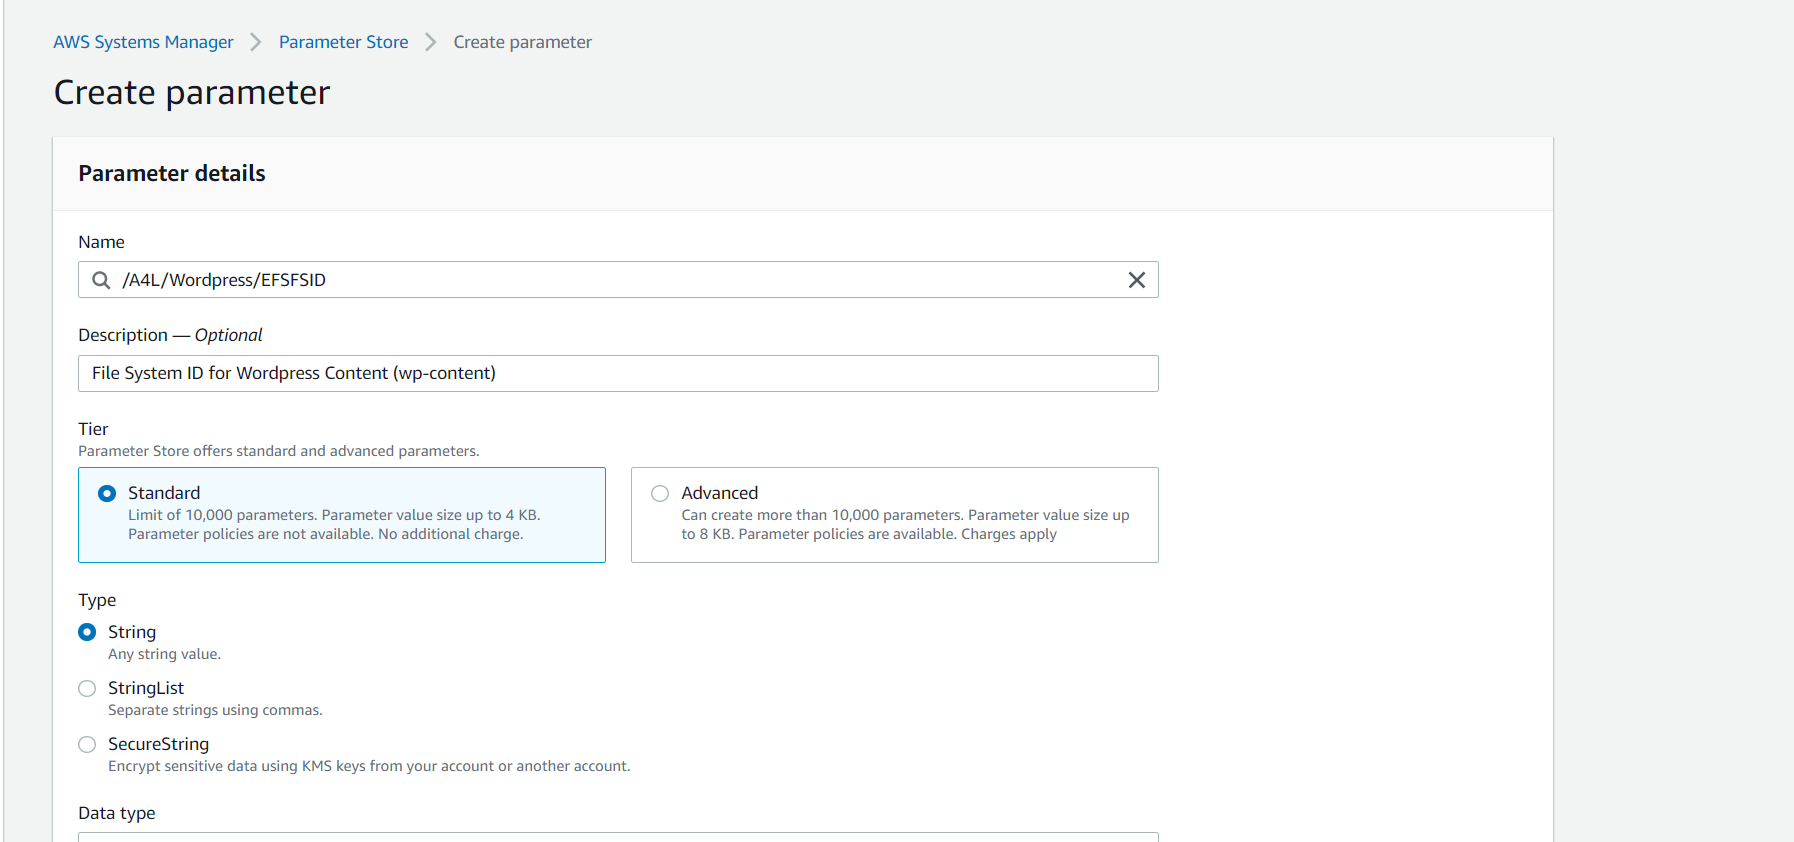 AWS Systems Manager > Parameter Store > Create parameter
Create parameter
Parameter details
Name
/A4L/Wordpress/EFSFSID
Description — Optional
File System ID for Wordpress Content (wp-content)
Tier
Parameter Store offers standard and advanced parameters.
Standard
Limit of 10,000 parameters. Parameter value size up to 4 KB.
Parameter policies are not available. No additional charge.
Advanced
Can create more than 10,000 parameters. Parameter value size up
to 8 KB. Parameter policies are available. Charges apply
Type
String
Any string value.
StringList
Separate strings using commas.
SecureString
Encrypt sensitive data using KMS keys from your account or another account.
Data type